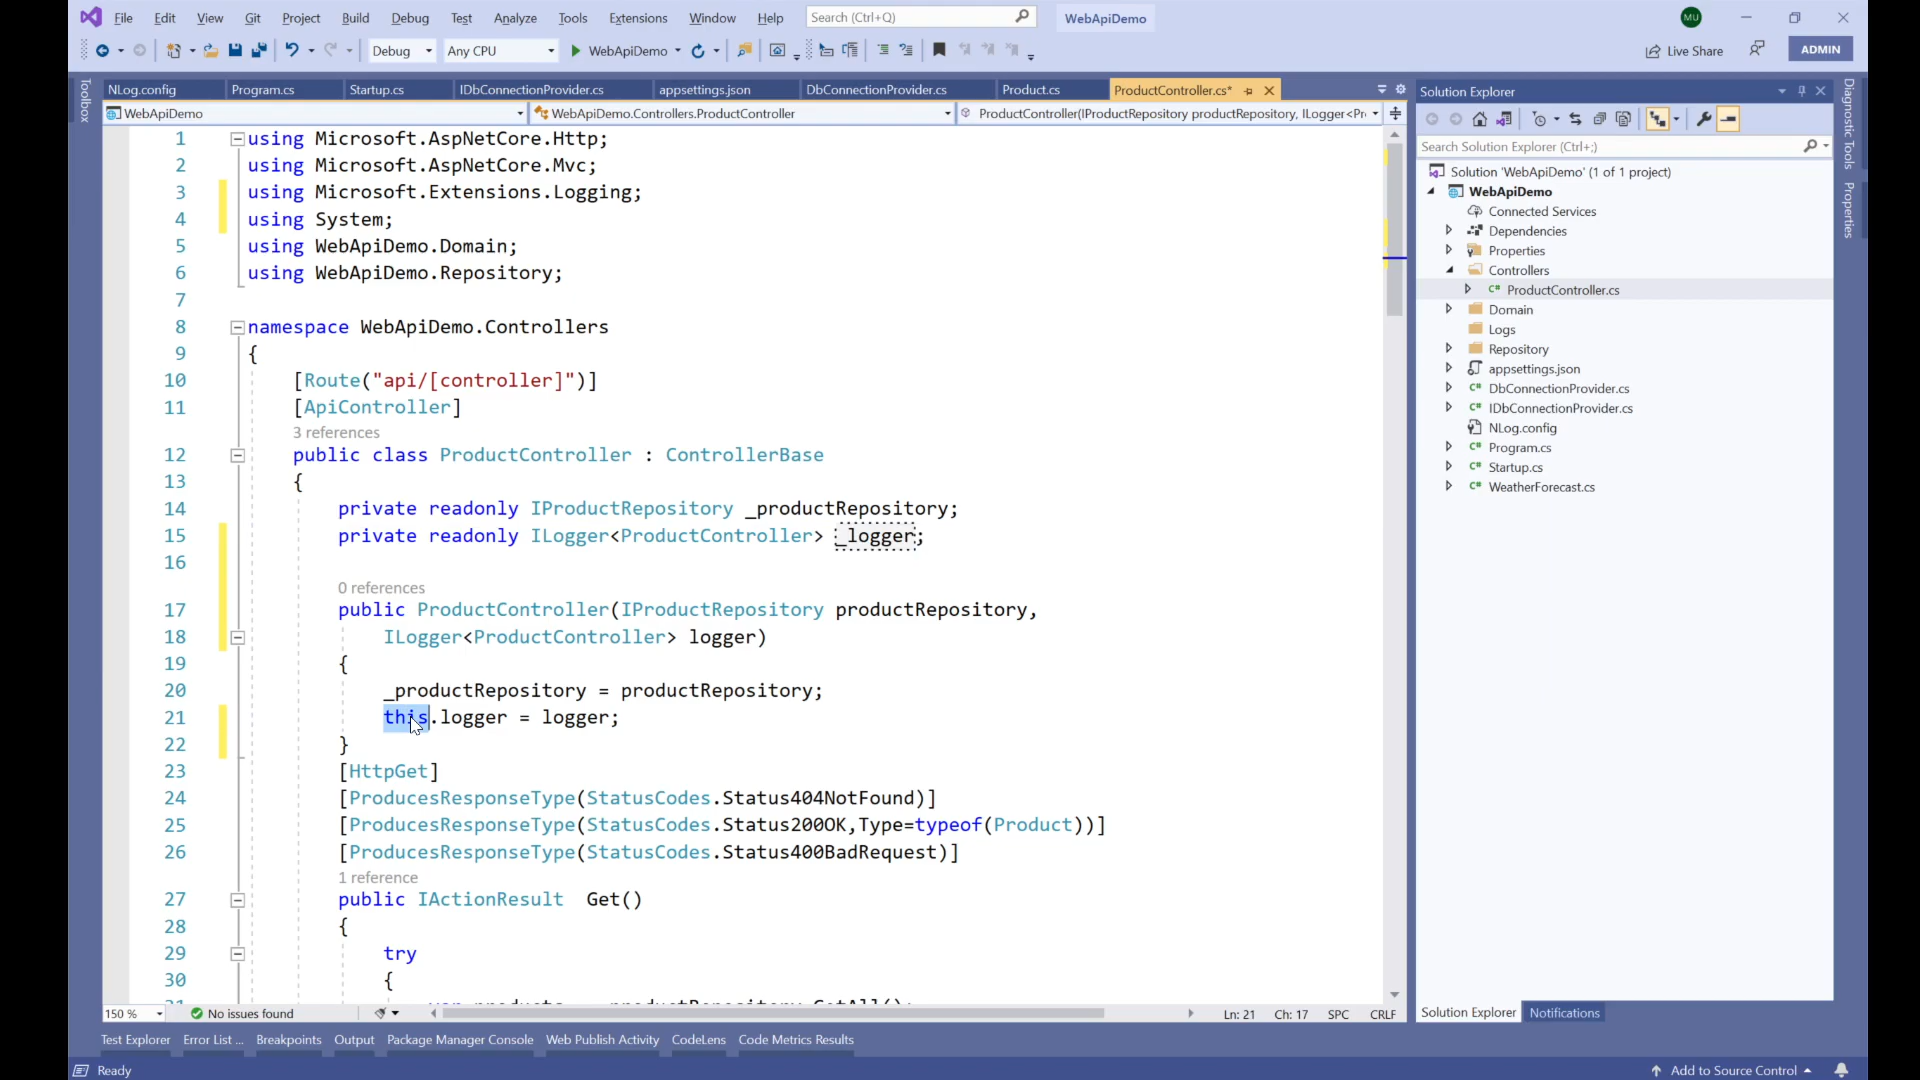 File Edit View Git Project Build Debug Test Analyze Tools Extensions Window Help Search (Ctrl+Q) WebApiDemo MU
Debug Any CPU WebApiDemo Live Share ADMIN
Toolbox
NLog.config Program.cs Startup.cs IDbConnectionProvider.cs appsettings.json DbConnectionProvider.cs Product.cs ProductController.cs*
WebApiDemo WebApiDemo.Controllers.ProductController ProductController(IProductRepository productRepository, ILogger<Pr
1 using Microsoft.AspNetCore.Http;
2 using Microsoft.AspNetCore.Mvc;
3 using Microsoft.Extensions.Logging;
4 using System;
5 using WebApiDemo.Domain;
6 using WebApiDemo.Repository;
7
8 namespace WebApiDemo.Controllers
9 {
10 [Route("api/[controller]")]
11 [ApiController]
3 references
12 public class ProductController : ControllerBase
13 {
14 private readonly IProductRepository _productRepository;
15 private readonly ILogger<ProductController> _logger;
16
0 references
17 public ProductController(IProductRepository productRepository,
18 ILogger<ProductController> logger)
19 {
20 _productRepository = productRepository;
21 this.logger = logger;
22 }
23 [HttpGet]
24 [ProducesResponseType(StatusCodes.Status404NotFound)]
25 [ProducesResponseType(StatusCodes.Status200OK,Type=typeof(Product))]
26 [ProducesResponseType(StatusCodes.Status400BadRequest)]
1 reference
27 public IActionResult Get()
28 {
29 try
30 {
150 % No issues found Ln: 21 Ch: 17 SPC CRLF
Solution Explorer
Search Solution Explorer (Ctrl+;)
Solution 'WebApiDemo' (1 of 1 project)
WebApiDemo
Connected Services
Dependencies
Properties
Controllers
C# ProductController.cs
Domain
Logs
Repository
appsettings.json
C# DbConnectionProvider.cs
C# IDbConnectionProvider.cs
NLog.config
C# Program.cs
C# Startup.cs
C# WeatherForecast.cs
Solution Explorer Notifications
Diagnostic Tools
Properties
Test Explorer Error List ... Breakpoints Output Package Manager Console Web Publish Activity CodeLens Code Metrics Results
Ready Add to Source Control